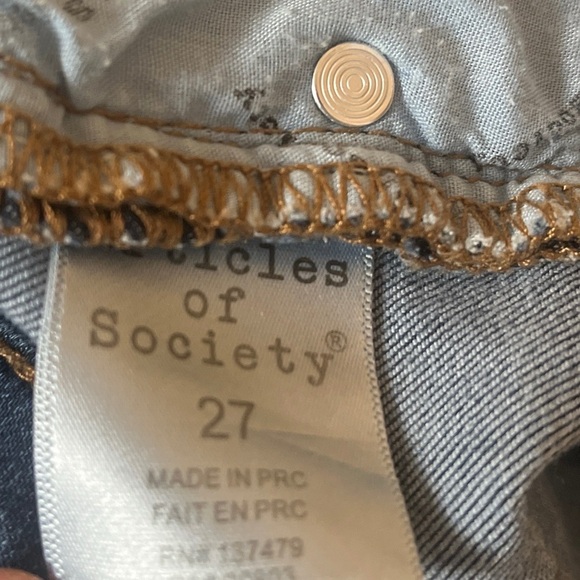 of
Society®
27
MADE IN PRC
FAIT EN PRC
RN# 137479